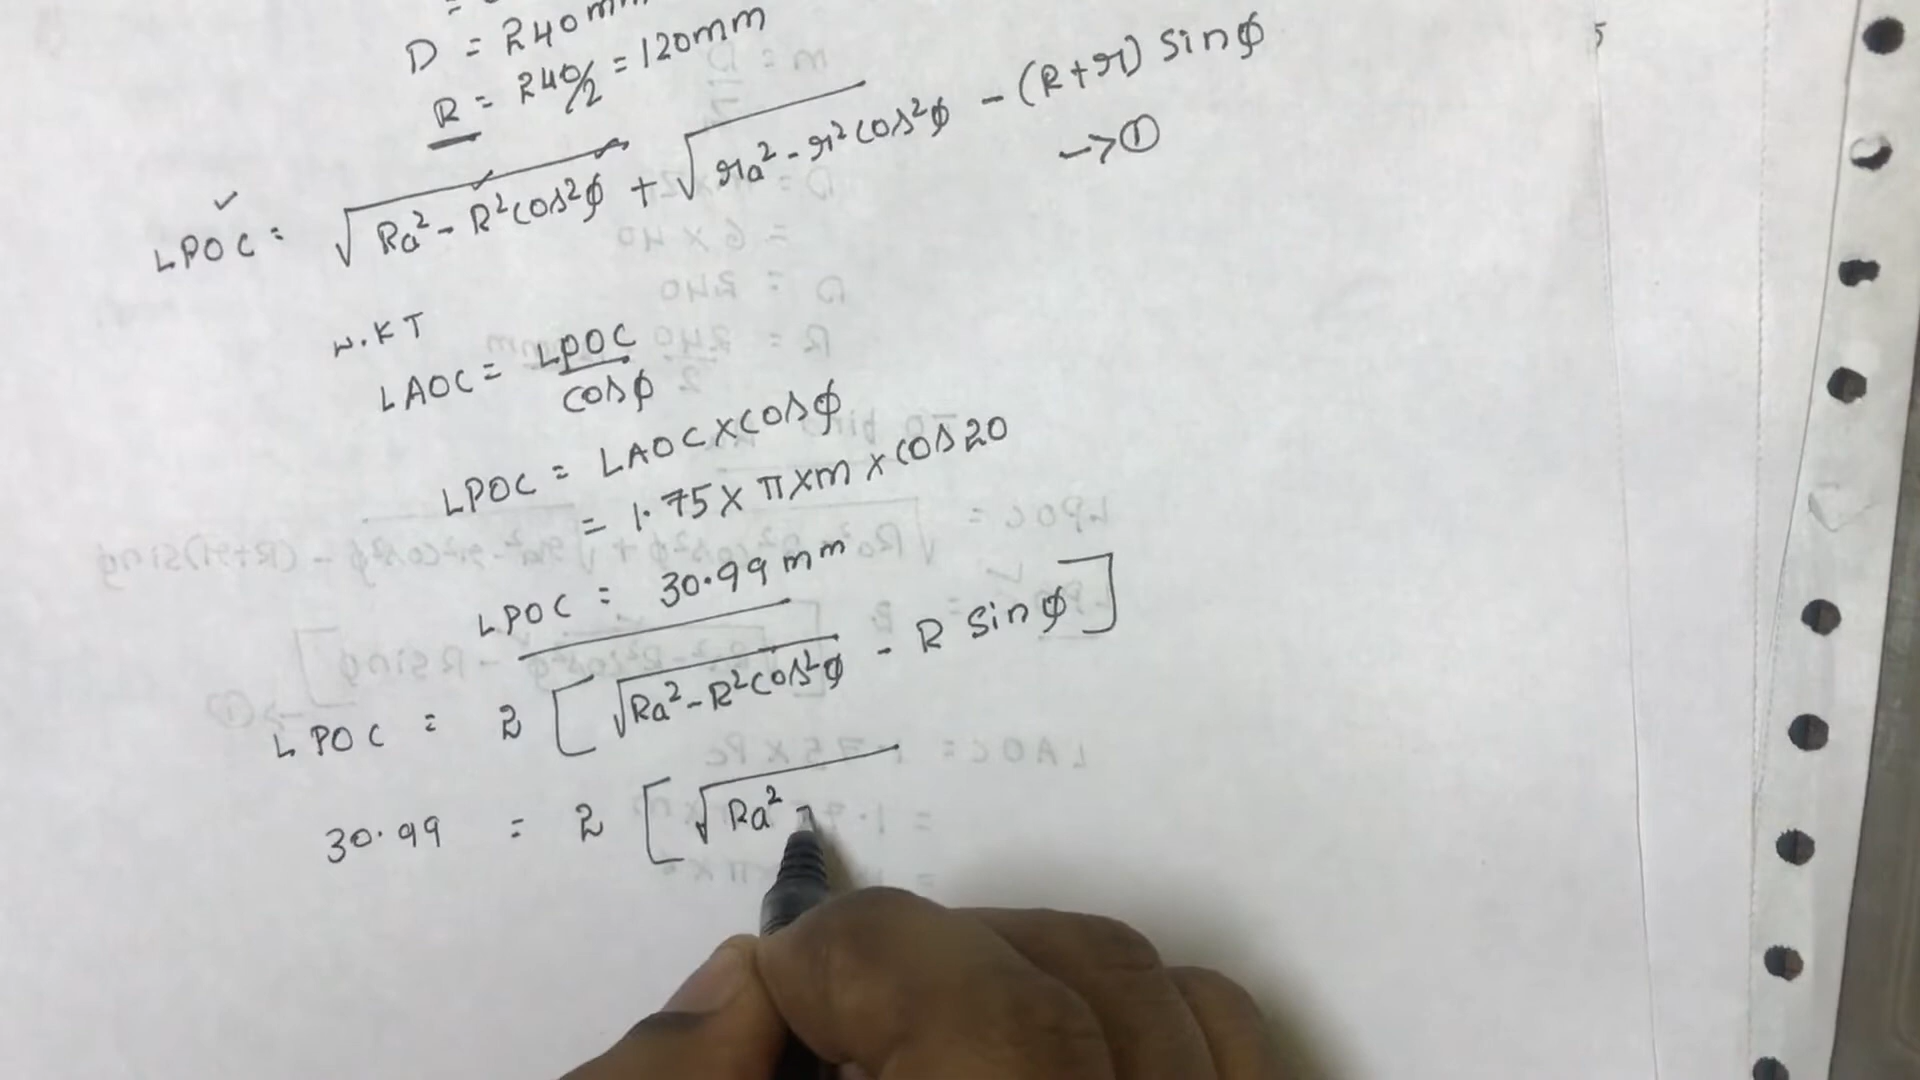 D = 240mm
R = 240/2 = 120mm
LPOC = √Ra² - R²cos²φ + √ra² - r²cos²φ - (R+r) sinφ
→①
W.KT
LAOC = LPOC / cosφ
LPOC = LAOC × cosφ
= 1.75 × π × m × cos20
LPOC = 30.99 mm
LPOC = 2 [√Ra² - R²cos²φ - R sinφ]
30.99 = 2 [√Ra² -